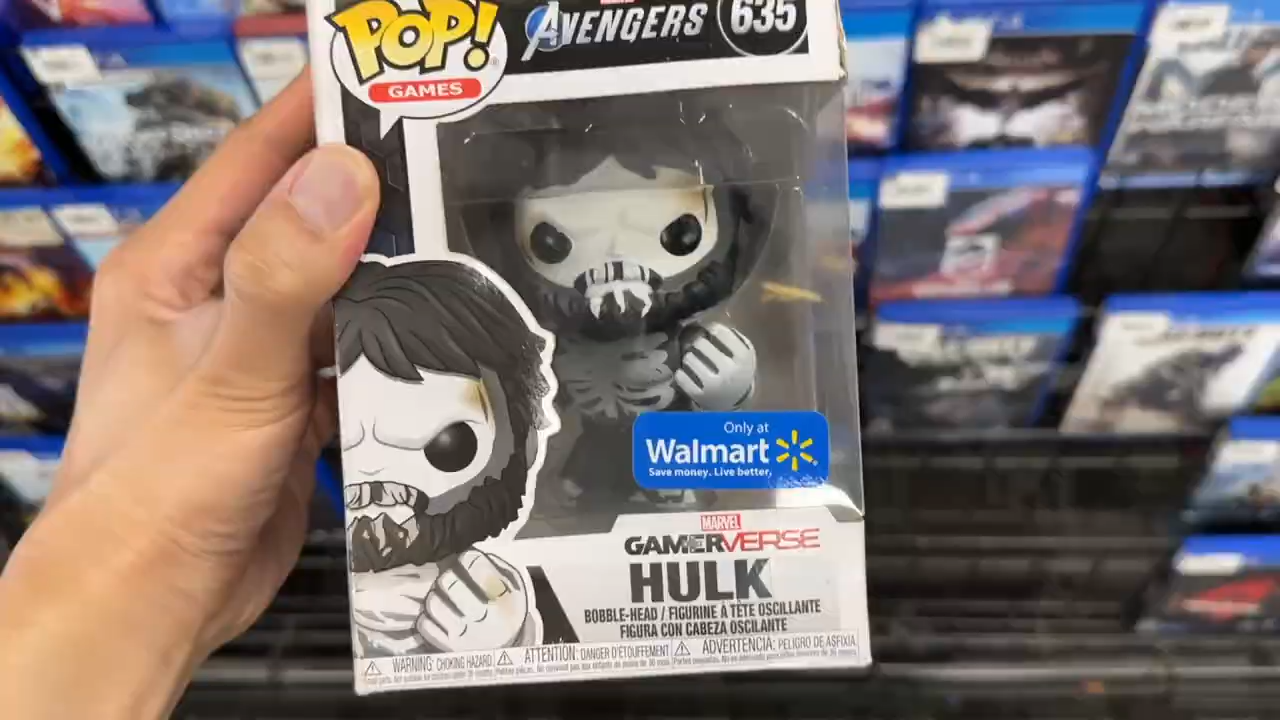 POP!
GAMES
AVENGERS
635
Only at
Walmart
Save money. Live better.
MARVEL
GAMERVERSE
HULK
BOBBLE-HEAD / FIGURINE À TÊTE OSCILLANTE
FIGURA CON CABEZA OSCILANTE
WARNING: CHOKING HAZARD
ATTENTION: DANGER D'ÉTOUFFEMENT
ADVERTENCIA: PELIGRO DE ASFIXIA